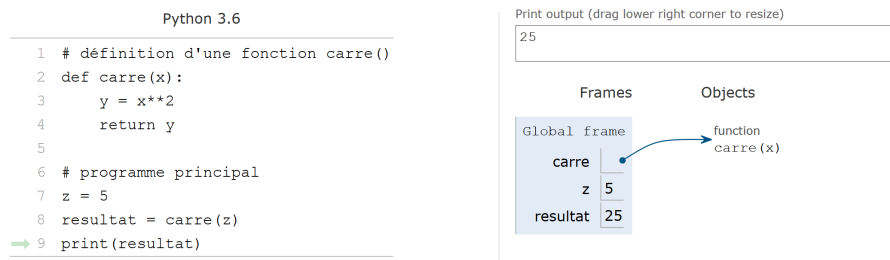 Python 3.6
1 # définition d'une fonction carre()
2 def carre(x):
3     y = x**2
4     return y
5
6 # programme principal
7 z = 5
8 resultat = carre(z)
9 print(resultat)
Print output (drag lower right corner to resize)
25
Frames Objects
Global frame
carre
z 5
resultat 25
function
carre(x)